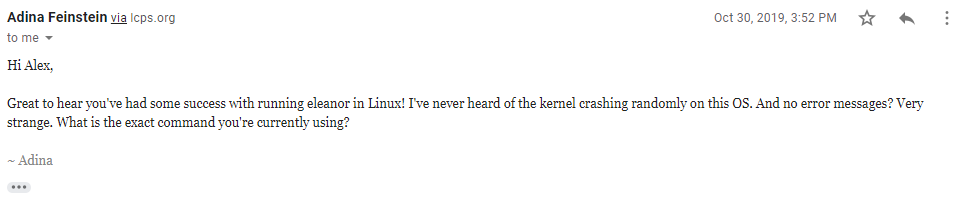 Adina Feinstein via lcps.org Oct 30, 2019, 3:52 PM
to me
Hi Alex,
Great to hear you've had some success with running eleanor in Linux! I've never heard of the kernel crashing randomly on this OS. And no error messages? Very
strange. What is the exact command you're currently using?
~ Adina